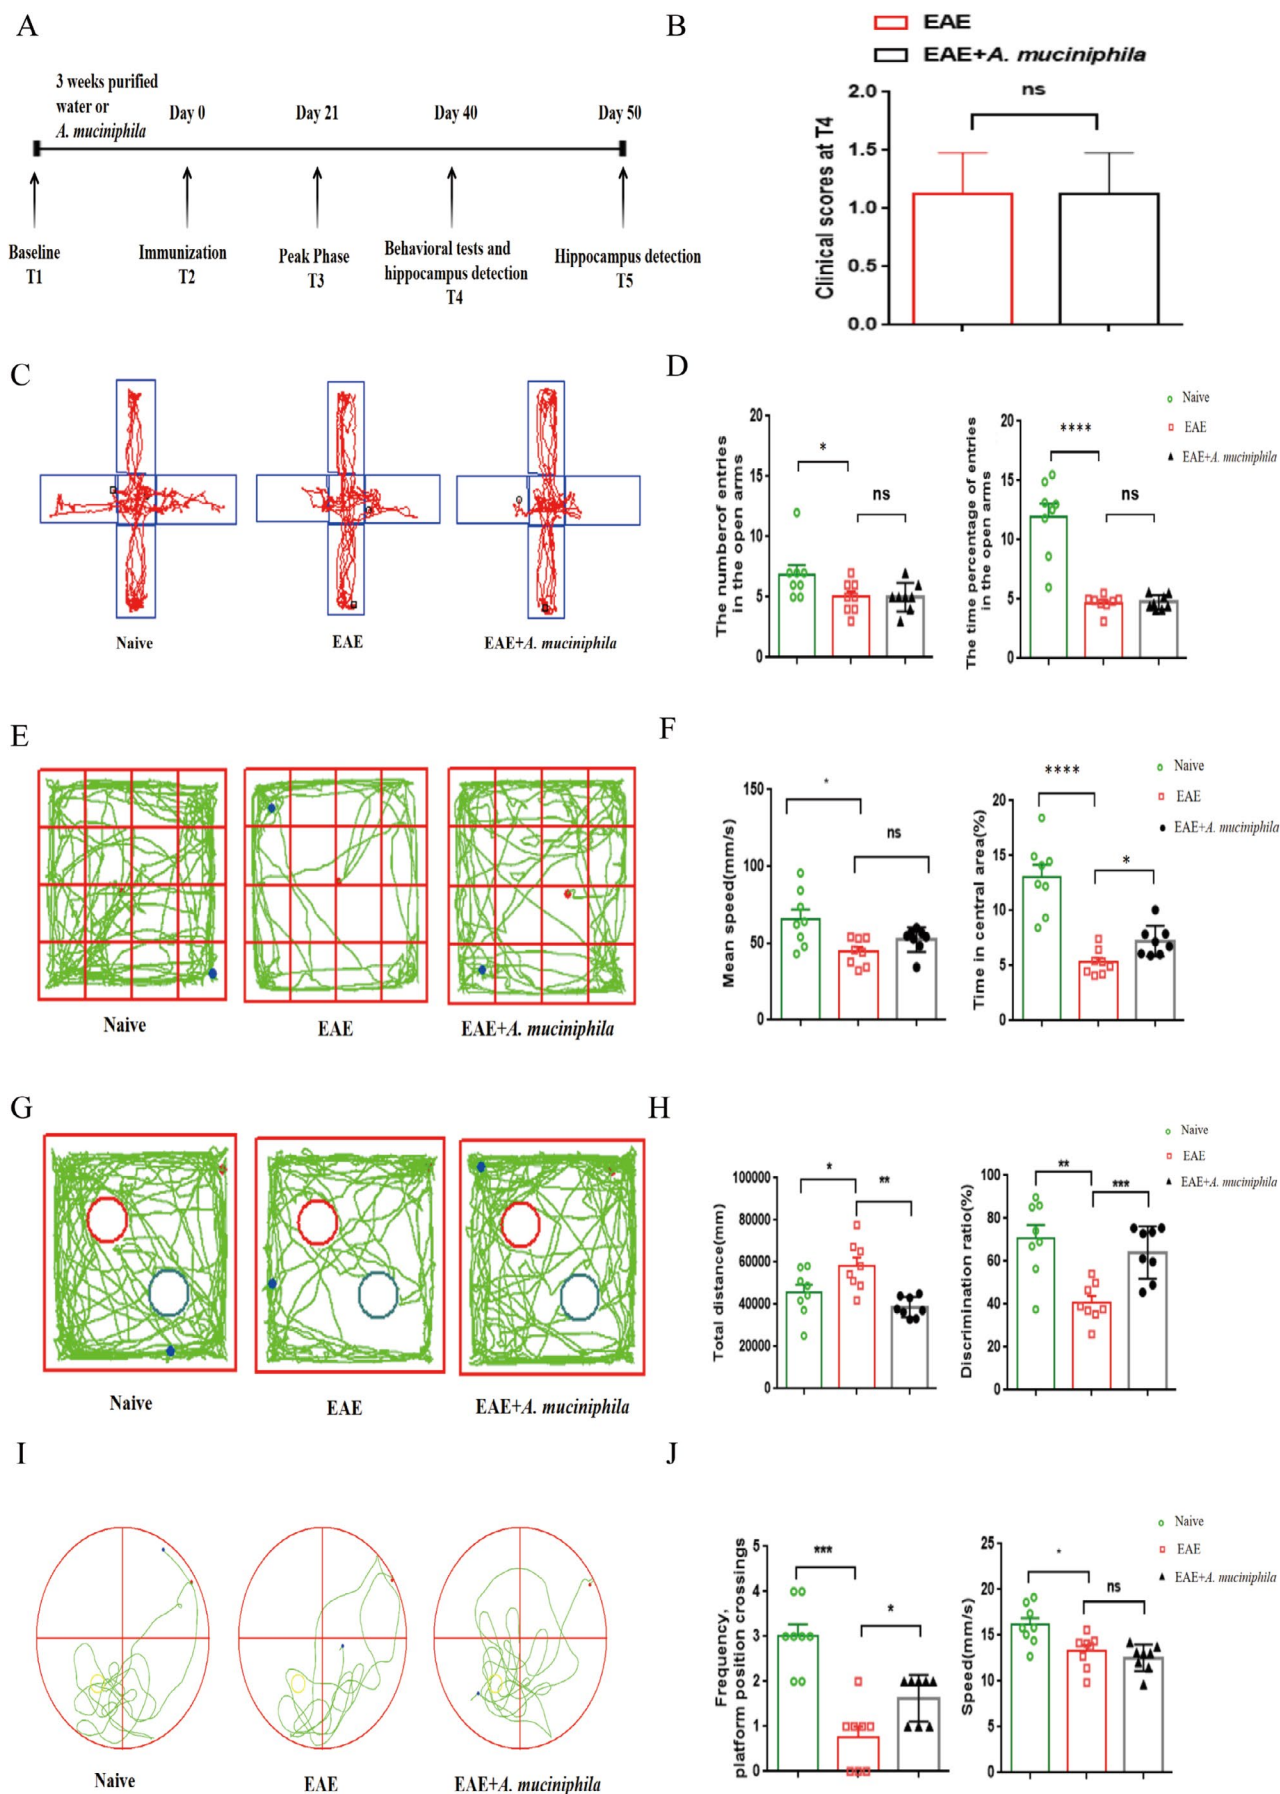 A
3 weeks purified
water or
A. muciniphila
Day 0
Day 21
Day 40
Day 50
Baseline
T1
Immunization
T2
Peak Phase
T3
Behavioral tests and
hippocampus detection
T4
Hippocampus detection
T5
B
EAE
EAE+A. muciniphila
Clinical scores at T4
2.0
1.5
1.0
0.5
0.0
ns
C
Naive
EAE
EAE+A. muciniphila
D
The numberof entries
in the open arms
20
15
10
5
0
*
ns
The time percentage of entries
in the open arms
20
15
10
5
0
****
ns
Naive
EAE
EAE+A. muciniphila
E
Naive
EAE
EAE+A. muciniphila
F
Mean speed(mm/s)
150
100
50
0
*
ns
Time in central area(%)
20
15
10
5
0
****
*
Naive
EAE
EAE+A. muciniphila
G
Naive
EAE
EAE+A. muciniphila
H
Total distance(mm)
100000
80000
60000
40000
20000
0
*
**
Discrimination ratio(%)
100
80
60
40
20
0
**
***
Naive
EAE
EAE+A. muciniphila
I
Naive
EAE
EAE+A. muciniphila
J
Frequency,
platform position crossings
5
4
3
2
1
0
***
*
Speed(mm/s)
25
20
15
10
5
0
*
ns
Naive
EAE
EAE+A. muciniphila